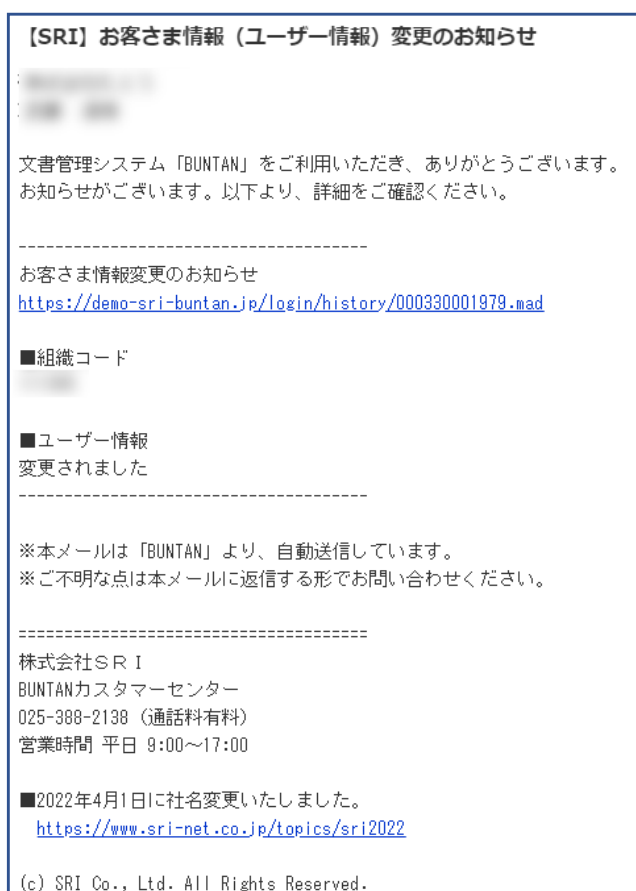 【SRI】お客さま情報（ユーザー情報）変更のお知らせ
文書管理システム「BUNTAN」をご利用いただき、ありがとうございます。
お知らせがございます。以下より、詳細をご確認ください。
--------------------------------------
お客さま情報変更のお知らせ
https://demo-sri-buntan.jp/login/history/000330001979.mad
■組織コード
■ユーザー情報
変更されました
--------------------------------------
※本メールは「BUNTAN」より、自動送信しています。
※ご不明な点は本メールに返信する形でお問い合わせください。
======================================
株式会社ＳＲＩ
BUNTANカスタマーセンター
025-388-2138（通話料有料）
営業時間 平日 9:00～17:00
■2022年4月1日に社名変更いたしました。
https://www.sri-net.co.jp/topics/sri2022
(c) SRI Co., Ltd. All Rights Reserved.